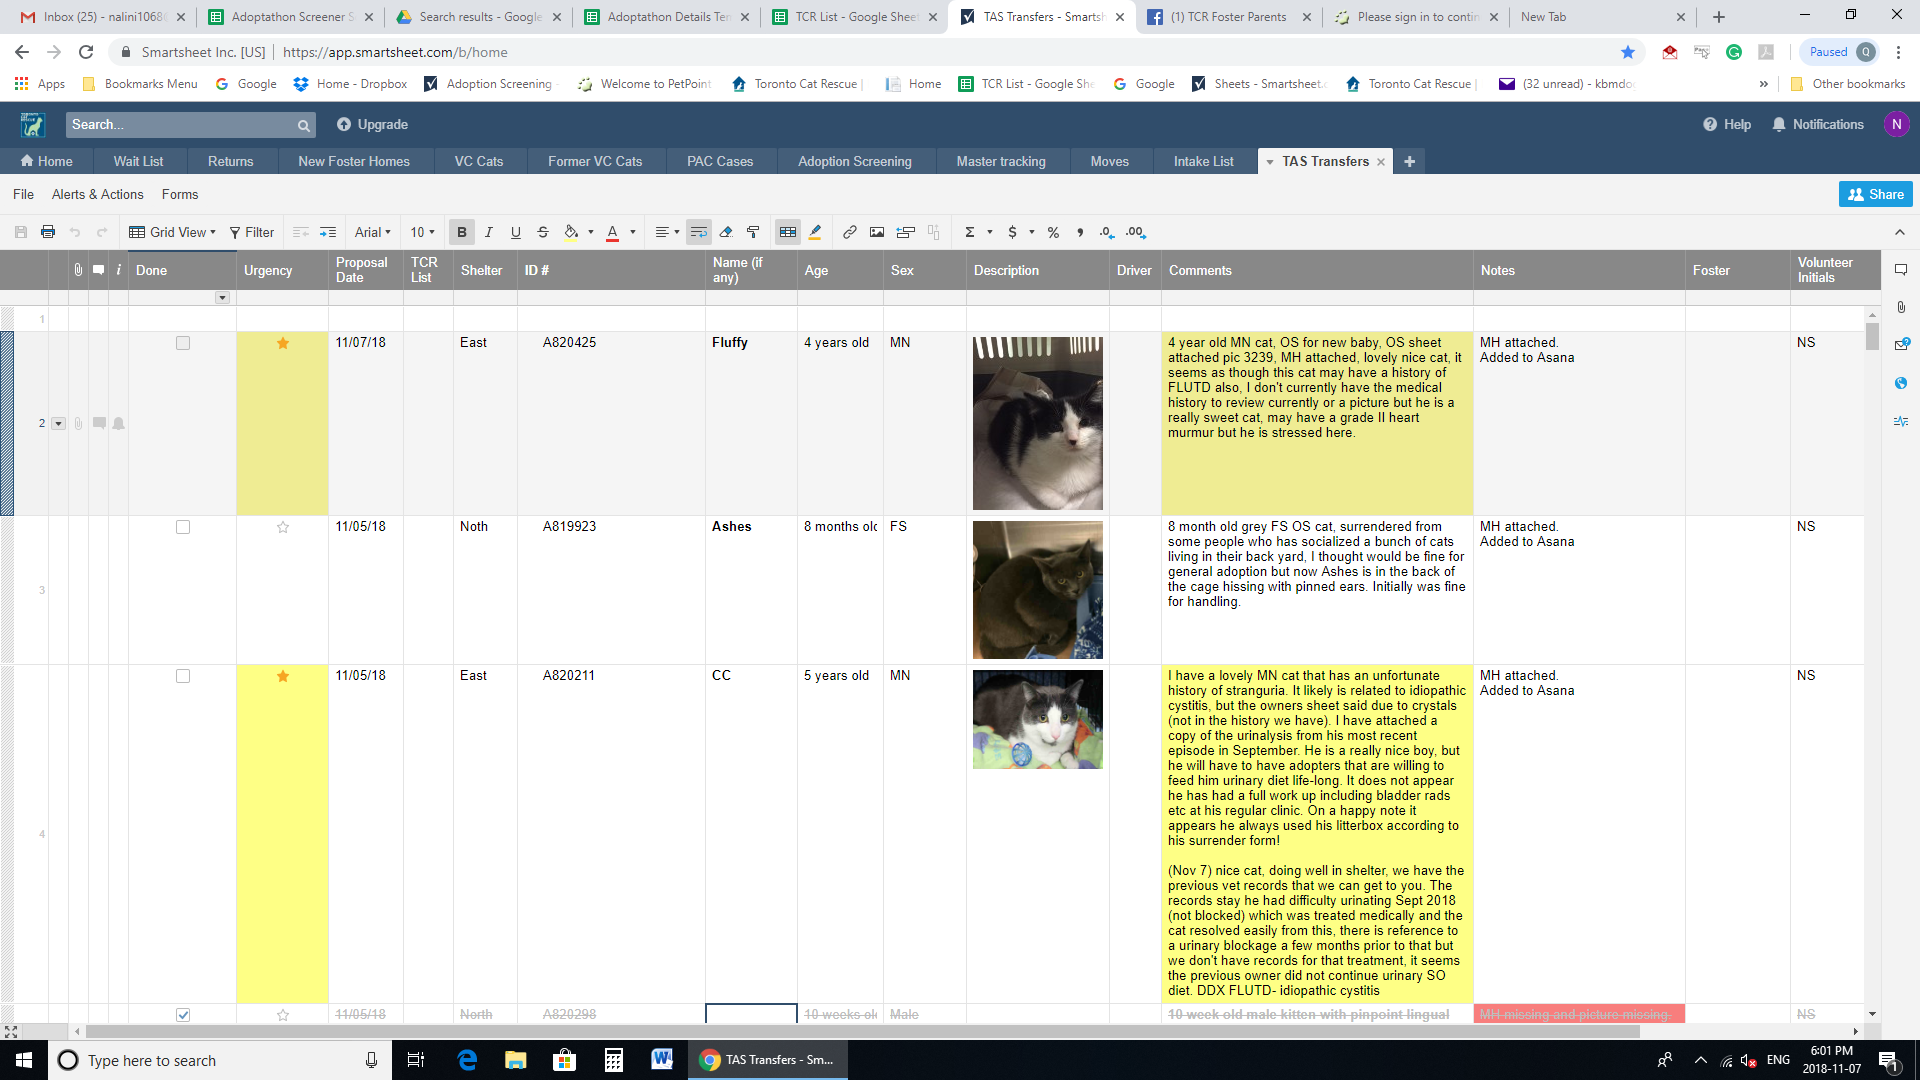 Inbox (25) - nalini1068
Adoptathon Screener S
Search results - Google
Adoptathon Details Ten
TCR List - Google Sheet
TAS Transfers - Smartsh
(1) TCR Foster Parents
Please sign in to contin
New Tab
Smartsheet Inc. [US] | https://app.smartsheet.com/b/home
Paused Q
Apps
Bookmarks Menu
Google
Home - Dropbox
Adoption Screening
Welcome to PetPoint
Toronto Cat Rescue |
Home
TCR List - Google She
Google
Sheets - Smartsheet.c
Toronto Cat Rescue |
(32 unread) - kbmdoc
»
Other bookmarks
Search...
Upgrade
Help
Notifications
N
Home
Wait List
Returns
New Foster Homes
VC Cats
Former VC Cats
PAC Cases
Adoption Screening
Master tracking
Moves
Intake List
TAS Transfers
File
Alerts & Actions
Forms
Share
Grid View
Filter
Arial
10
B I U S A
Σ $ % , .0 .00
Done
Urgency
Proposal
Date
TCR
List
Shelter
ID #
Name (if
any)
Age
Sex
Description
Driver
Comments
Notes
Foster
Volunteer
Initials
1
2
11/07/18
East
A820425
Fluffy
4 years old
MN
4 year old MN cat, OS for new baby, OS sheet
attached pic 3239, MH attached, lovely nice cat, it
seems as though this cat may have a history of
FLUTD also, I don't currently have the medical
history to review currently or a picture but he is a
really sweet cat, may have a grade II heart
murmur but he is stressed here.
MH attached.
Added to Asana
NS
3
11/05/18
Noth
A819923
Ashes
8 months old
FS
8 month old grey FS OS cat, surrendered from
some people who has socialized a bunch of cats
living in their back yard, I thought would be fine for
general adoption but now Ashes is in the back of
the cage hissing with pinned ears. Initially was fine
for handling.
MH attached.
Added to Asana
NS
4
11/05/18
East
A820211
CC
5 years old
MN
I have a lovely MN cat that has an unfortunate
history of stranguria. It likely is related to idiopathic
cystitis, but the owners sheet said due to crystals
(not in the history we have). I have attached a
copy of the urinalysis from his most recent
episode in September. He is a really nice boy, but
he will have to have adopters that are willing to
feed him urinary diet life-long. It does not appear
he has had a full work up including bladder rads
etc at his regular clinic. On a happy note it
appears he always used his litterbox according to
his surrender form!
(Nov 7) nice cat, doing well in shelter, we have the
previous vet records that we can get to you. The
records stay he had difficulty urinating Sept 2018
(not blocked) which was treated medically and the
cat resolved easily from this, there is reference to
a urinary blockage a few months prior to that but
we don't have records for that treatment, it seems
the previous owner did not continue urinary SO
diet. DDX FLUTD- idiopathic cystitis
MH attached.
Added to Asana
NS
11/05/18
North
A820298
10 weeks old
Male
10 week old male kitten with pinpoint lingual
MH missing and picture missing
NS
Type here to search
TAS Transfers - Sm...
ENG
6:01 PM
2018-11-07
1